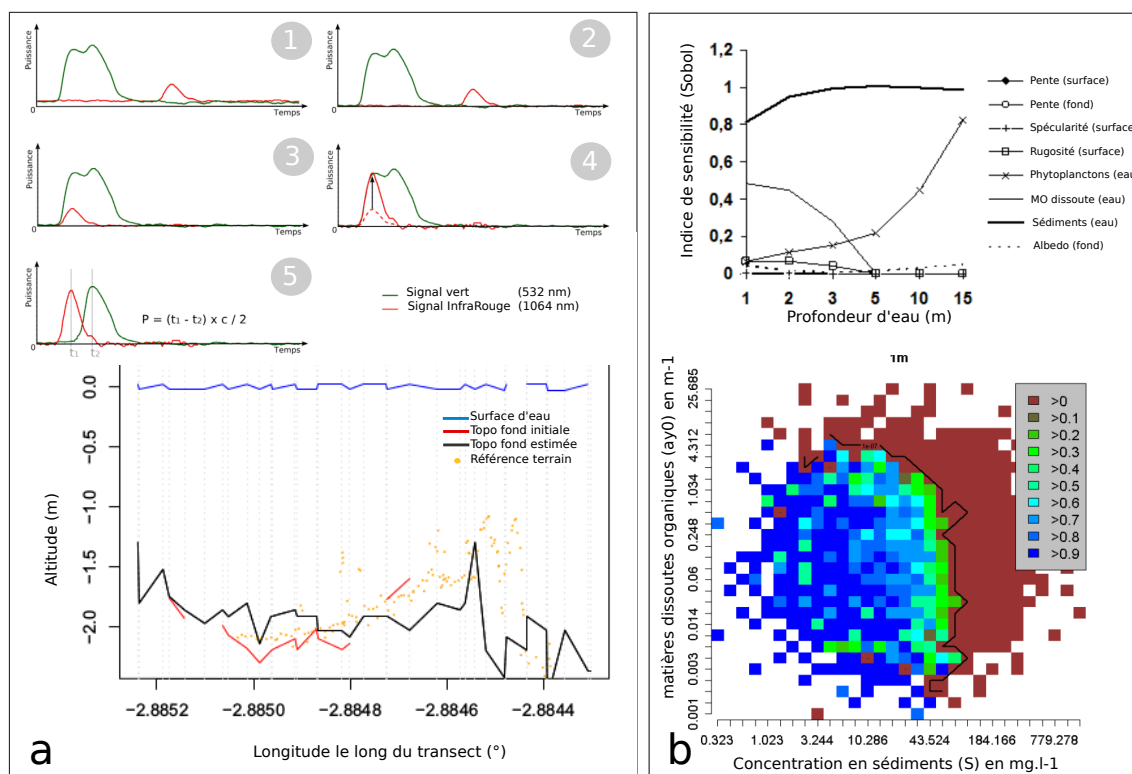 1
Puissance
0
Temps
2
Puissance
0
Temps
3
Puissance
0
Temps
4
Puissance
0
Temps
5
Puissance
0
Temps
t₁ t₂
P = (t₁ - t₂) x c / 2
Signal vert (532 nm)
Signal InfraRouge (1064 nm)
Altitude (m)
0.0
−0.5
−1.0
−1.5
−2.0
Surface d'eau
Topo fond initiale
Topo fond estimée
Référence terrain
−2.8852 −2.8850 −2.8848 −2.8846 −2.8844
Longitude le long du transect (°)
a
Indice de sensibilité (Sobol)
1,2
1
0,8
0,6
0,4
0,2
0
1 2 3 5 10 15
Profondeur d'eau (m)
Pente (surface)
Pente (fond)
Spécularité (surface
Rugosité (surface)
Phytoplanctons (eau
MO dissoute (eau)
Sédiments (eau)
Albedo (fond)
1m
matières dissoutes organiques (ay0) en m-1
25.685
4.312
1.034
0.248
0.06
0.014
0.003
0.001
>0
>0.1
>0.2
>0.3
>0.4
>0.5
>0.6
>0.7
>0.8
>0.9
0.323 1.023 3.244 10.286 43.524 184.166 779.278
Concentration en sédiments (S) en mg.l-1
b